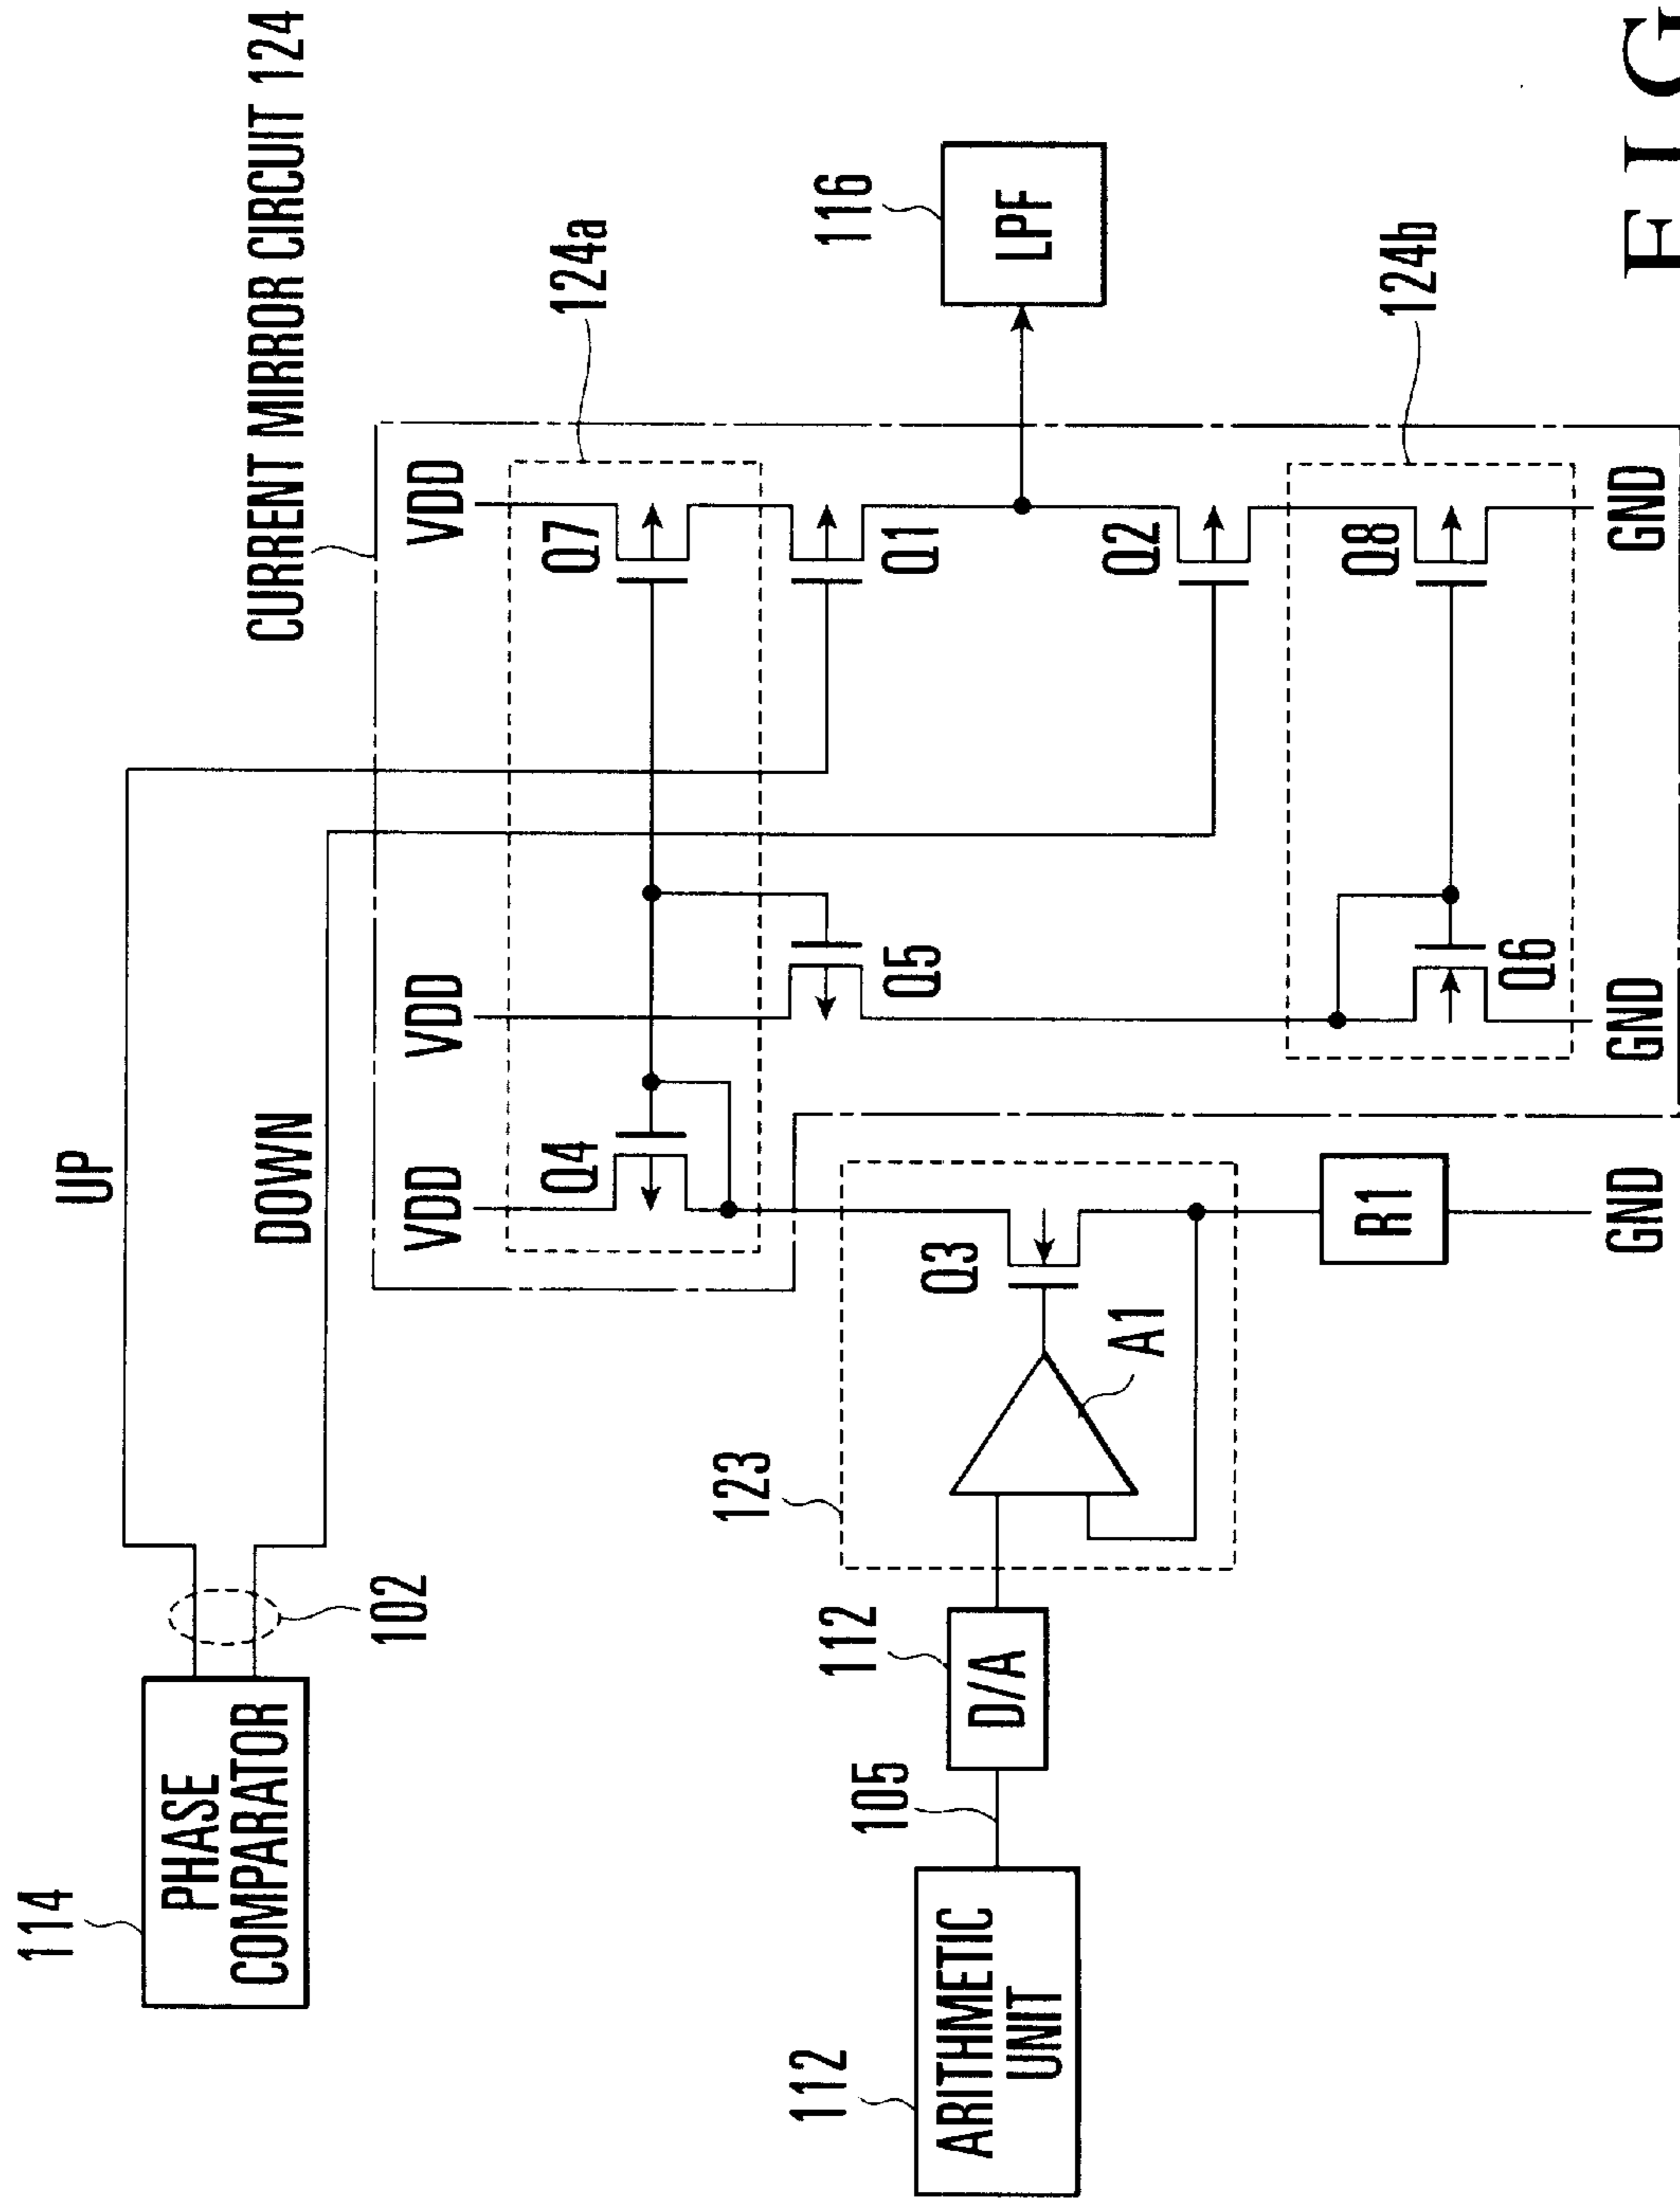 CURRENT MIRROR CIRCUIT 124
UP
DOWN
114
PHASE
COMPARATOR
102
VDD
VDD
VDD
124a
Q4
Q7
Q5
Q1
116
LPF
123
Q3
A1
Q2
112
ARITHMETIC
UNIT
105
112
D/A
R1
Q6
Q8
124b
GND
GND
GND
FIG